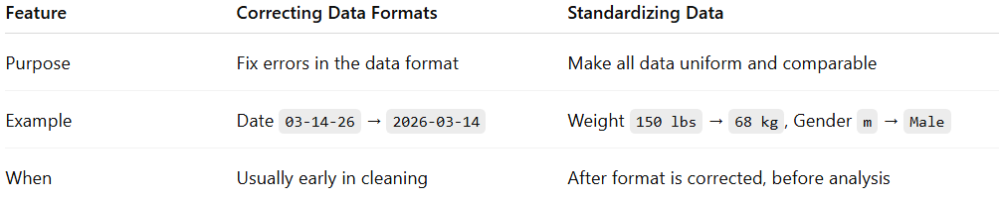 Feature Correcting Data Formats Standardizing Data
Purpose Fix errors in the data format Make all data uniform and comparable
Example Date 03-14-26 → 2026-03-14 Weight 150 lbs → 68 kg, Gender m → Male
When Usually early in cleaning After format is corrected, before analysis